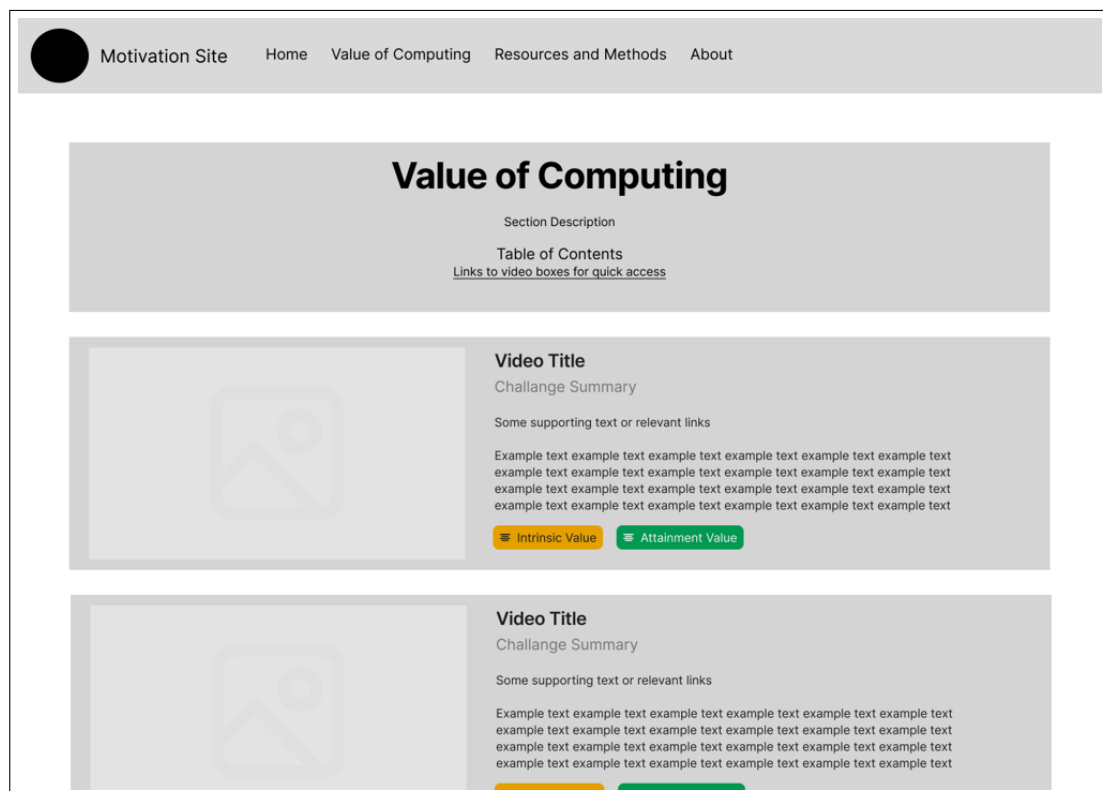 Motivation Site Home Value of Computing Resources and Methods About
Value of Computing
Section Description
Table of Contents
Links to video boxes for quick access
Video Title
Challange Summary
Some supporting text or relevant links
Example text example text example text example text example text example text
example text example text example text example text example text example text
example text example text example text example text example text example text
example text example text example text example text example text example text
Intrinsic Value Attainment Value
Video Title
Challange Summary
Some supporting text or relevant links
Example text example text example text example text example text example text
example text example text example text example text example text example text
example text example text example text example text example text example text
example text example text example text example text example text example text